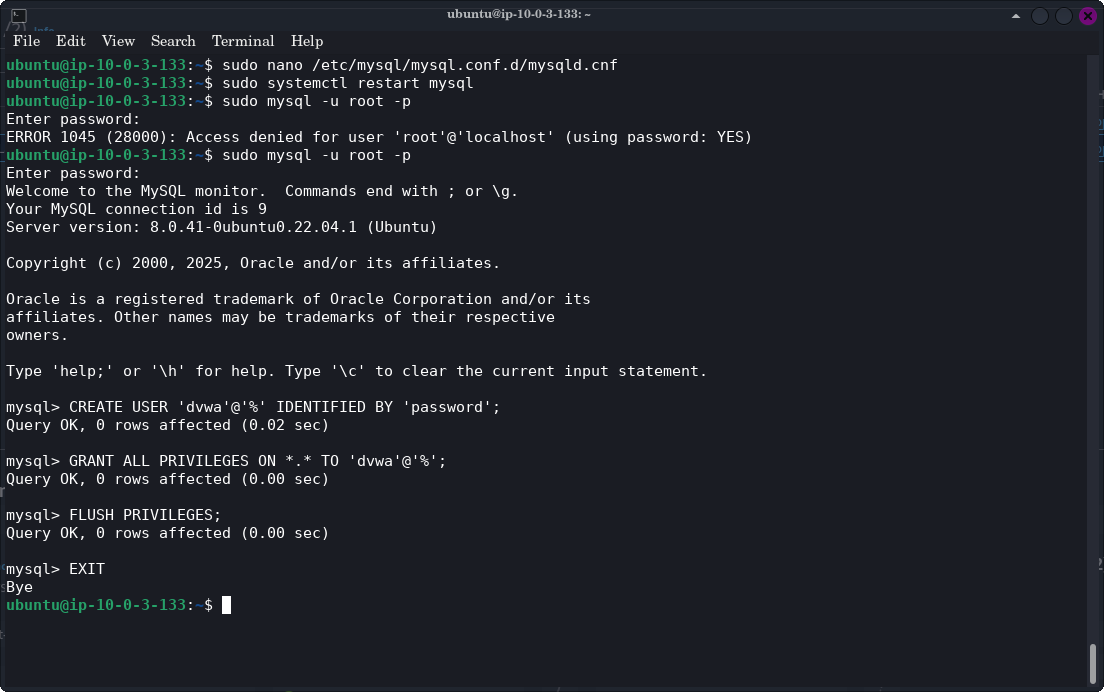 ubuntu@ip-10-0-3-133: ~
File Edit View Search Terminal Help
ubuntu@ip-10-0-3-133:~$ sudo nano /etc/mysql/mysql.conf.d/mysqld.cnf
ubuntu@ip-10-0-3-133:~$ sudo systemctl restart mysql
ubuntu@ip-10-0-3-133:~$ sudo mysql -u root -p
Enter password:
ERROR 1045 (28000): Access denied for user 'root'@'localhost' (using password: YES)
ubuntu@ip-10-0-3-133:~$ sudo mysql -u root -p
Enter password:
Welcome to the MySQL monitor.  Commands end with ; or \g.
Your MySQL connection id is 9
Server version: 8.0.41-0ubuntu0.22.04.1 (Ubuntu)

Copyright (c) 2000, 2025, Oracle and/or its affiliates.

Oracle is a registered trademark of Oracle Corporation and/or its
affiliates. Other names may be trademarks of their respective
owners.

Type 'help;' or '\h' for help. Type '\c' to clear the current input statement.

mysql> CREATE USER 'dvwa'@'%' IDENTIFIED BY 'password';
Query OK, 0 rows affected (0.02 sec)

mysql> GRANT ALL PRIVILEGES ON *.* TO 'dvwa'@'%';
Query OK, 0 rows affected (0.00 sec)

mysql> FLUSH PRIVILEGES;
Query OK, 0 rows affected (0.00 sec)

mysql> EXIT
Bye
ubuntu@ip-10-0-3-133:~$